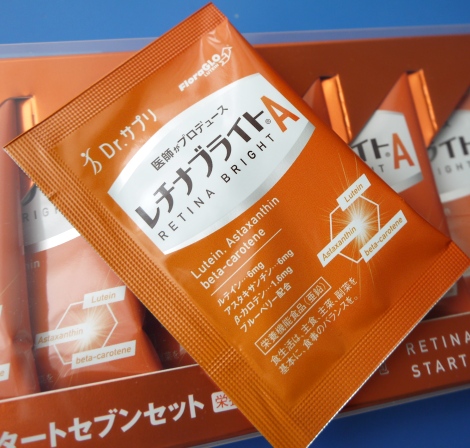 Dr.サプリ
FloraGLO
医師がプロデュース
レチナブライトA
RETINA BRIGHT
Lutein, Astaxanthin
beta-carotene
ルテイン…6mg
アスタキサンチン…6mg
β-カロテン…1.6mg
ブルーベリー配合
栄養機能食品(亜鉛)
食生活は、主食、主菜、副菜を
基本に、食事のバランスを。
Lutein
Astaxanthin
beta-carotene
Lutein
Astaxanthin
beta-carotene
イトA
GHT
A
タートセブンセット
RETINA
START